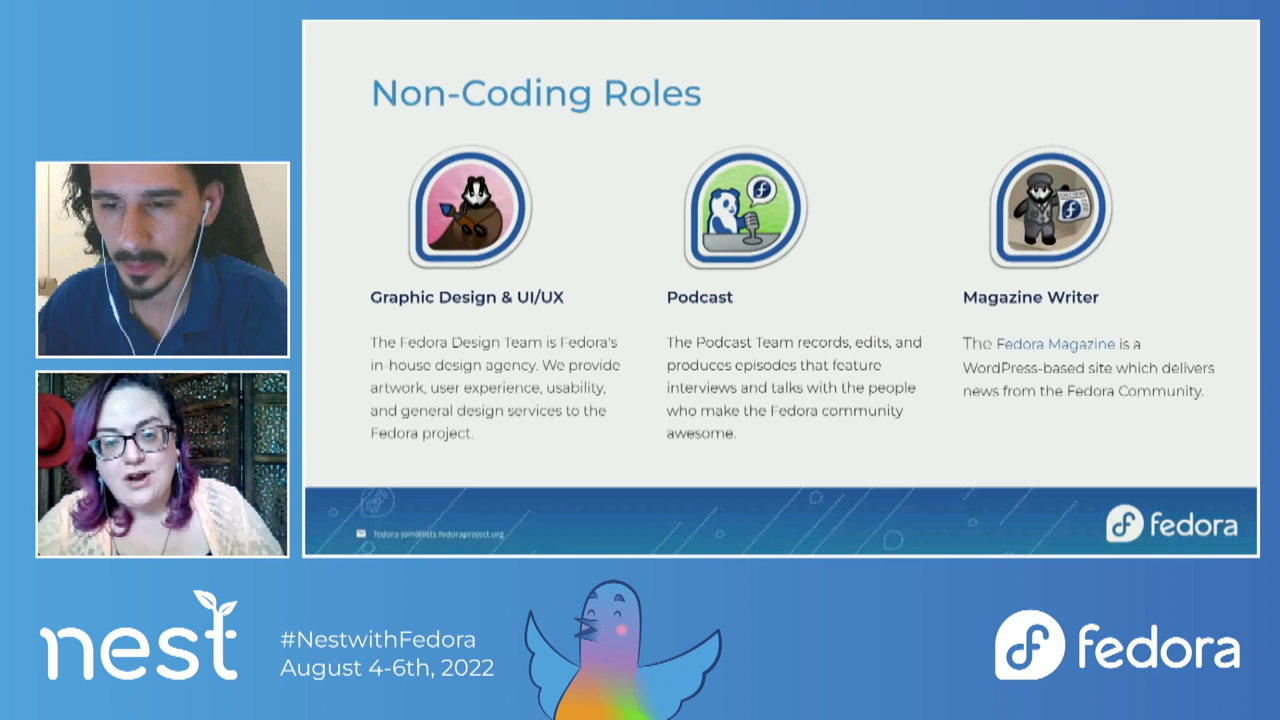 Non-Coding Roles
Graphic Design & UI/UX
The Fedora Design Team is Fedora's
in-house design agency. We provide
artwork, user experience, usability,
and general design services to the
Fedora project.
Podcast
The Podcast Team records, edits, and
produces episodes that feature
interviews and talks with the people
who make the Fedora community
awesome.
Magazine Writer
The Fedora Magazine is a
WordPress-based site which delivers
news from the Fedora Community.
fedora-join@lists.fedoraproject.org
fedora
nest
#NestwithFedora
August 4-6th, 2022
fedora